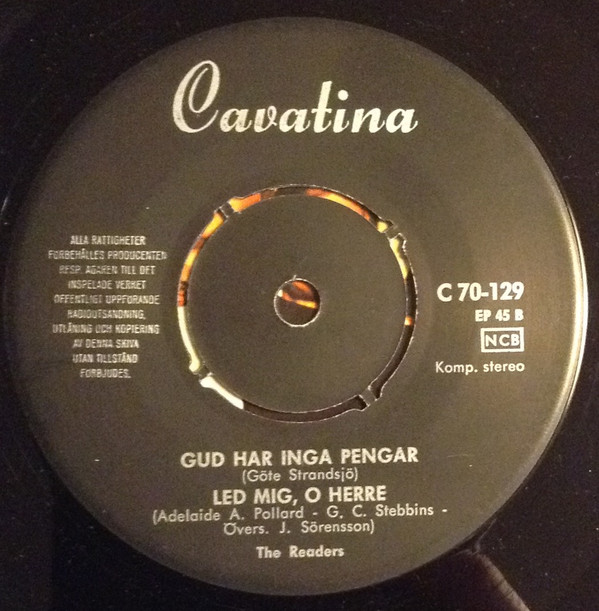 Cavatina
ALLA RÄTTIGHETER
FÖRBEHÅLLES PRODUCENTEN
RESP. ÄGAREN TILL DET
INSPELADE VERKET
OFFENTLIGT UPPFÖRANDE
RADIOUTSÄNDNING,
UTLÅNING OCH KOPIERING
AV DENNA SKIVA
UTAN TILLSTÅND
FÖRBJUDES.
C 70-129
EP 45 B
NCB
Komp. stereo
GUD HAR INGA PENGAR
(Göte Strandsjö)
LED MIG, O HERRE
(Adelaide A. Pollard - G. C. Stebbins -
Övers. J. Sörensson)
The Readers